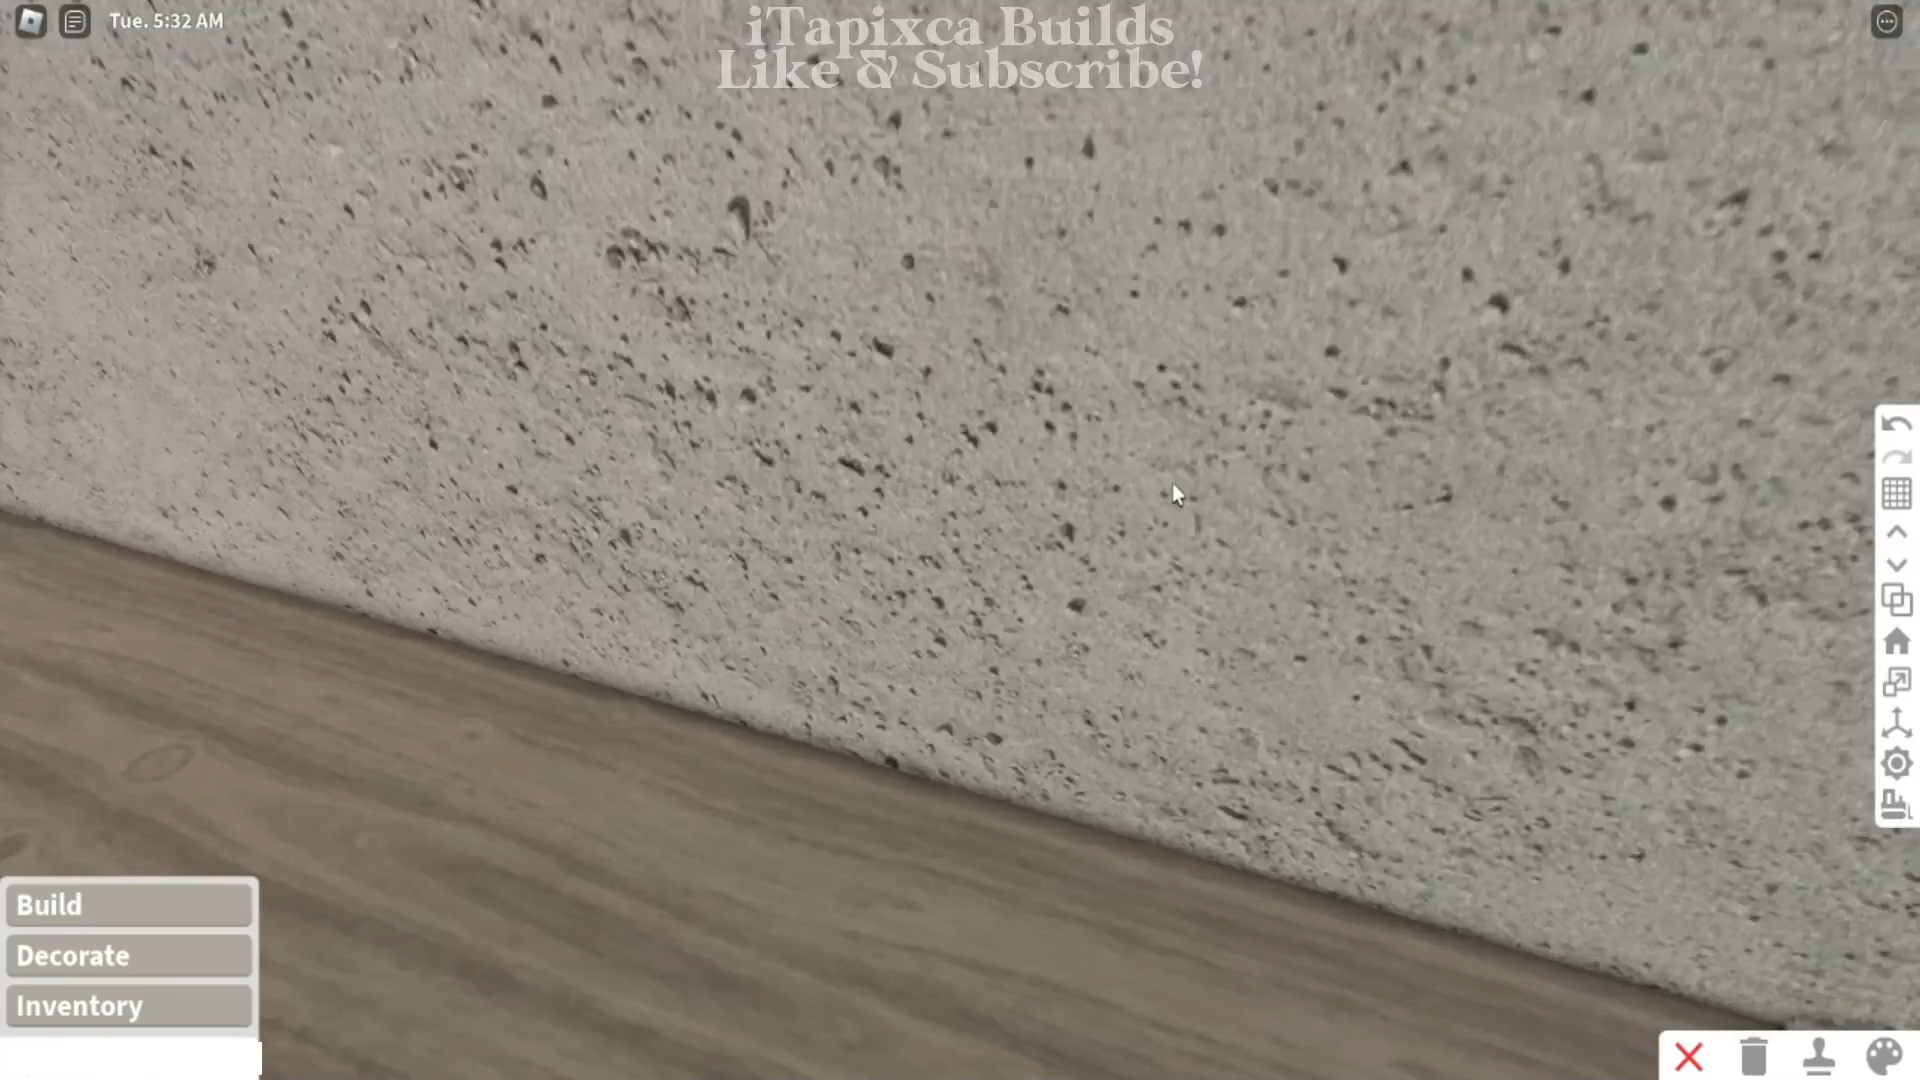 Tue. 5:32 AM
iTapixca Builds
Like & Subscribe!
Build
Decorate
Inventory